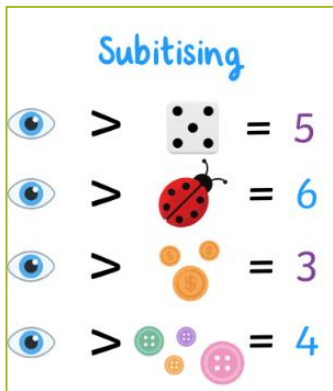 Subitising
> = 5
> = 6
> $ $ $ = 3
> = 4